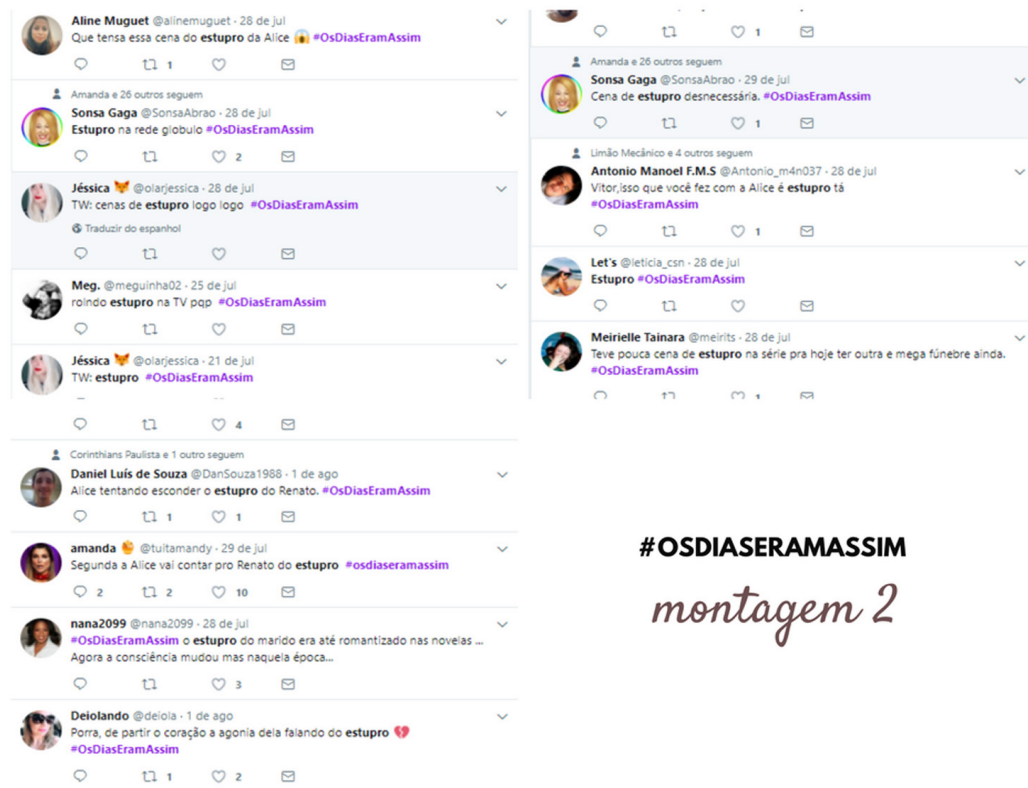 Aline Muguet @alinemuguet · 28 de jul
Que tensa essa cena do estupro da Alice 😱 #OsDiasEramAssim
1
Amanda e 26 outros seguem
Sonsa Gaga @SonsaAbrao · 28 de jul
Estupro na rede globulo #OsDiasEramAssim
2
Jéssica 🦊 @olarjessica · 28 de jul
TW: cenas de estupro logo logo #OsDiasEramAssim
Traduzir do espanhol
Meg. @meguinha02 · 25 de jul
rolndo estupro na TV pqp #OsDiasEramAssim
Jéssica 🦊 @olarjessica · 21 de jul
TW: estupro #OsDiasEramAssim
1
Amanda e 26 outros seguem
Sonsa Gaga @SonsaAbrao · 29 de jul
Cena de estupro desnecessária. #OsDiasEramAssim
1
Limão Mecânico e 4 outros seguem
Antonio Manoel F.M.S @Antonio_m4n037 · 28 de jul
Vitor,isso que você fez com a Alice é estupro tá
#OsDiasEramAssim
1
Let's @leticia_csn · 28 de jul
Estupro #OsDiasEramAssim
Meirielle Tainara @meirits · 28 de jul
Teve pouca cena de estupro na série pra hoje ter outra e mega fúnebre ainda.
#OsDiasEramAssim
1
4
Corinthians Paulista e 1 outro seguem
Daniel Luís de Souza @DanSouza1988 · 1 de ago
Alice tentando esconder o estupro do Renato. #OsDiasEramAssim
1 1
amanda @tuitamandy · 29 de jul
Segunda a Alice vai contar pro Renato do estupro #osdiaseramassim
2 2 10
nana2099 @nana2099 · 28 de jul
#OsDiasEramAssim o estupro do marido era até romantizado nas novelas ...
Agora a consciência mudou mas naquela época...
3
Deiolando @deiola · 1 de ago
Porra, de partir o coração a agonia dela falando do estupro 💔
#OsDiasEramAssim
1 2
#OSDIASERAMASSIM
montagem 2